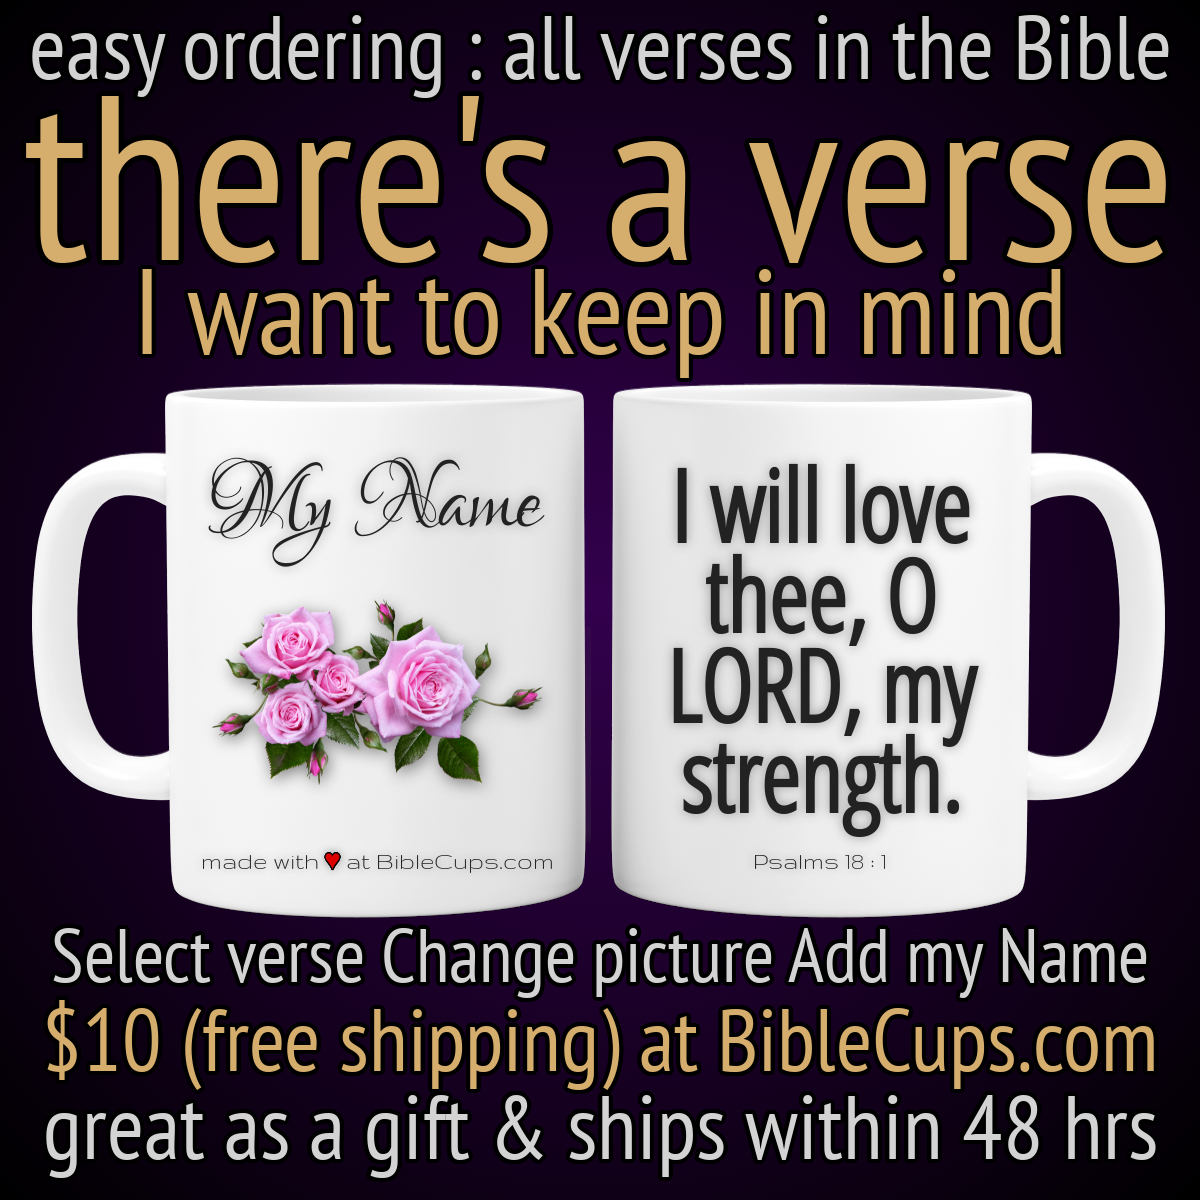 easy ordering : all verses in the Bible
there's a verse
I want to keep in mind
My Name
made with ❤ at BibleCups.com
I will love
thee, O
LORD, my
strength.
Psalms 18 : 1
Select verse Change picture Add my Name
$10 (free shipping) at BibleCups.com
great as a gift & ships within 48 hrs